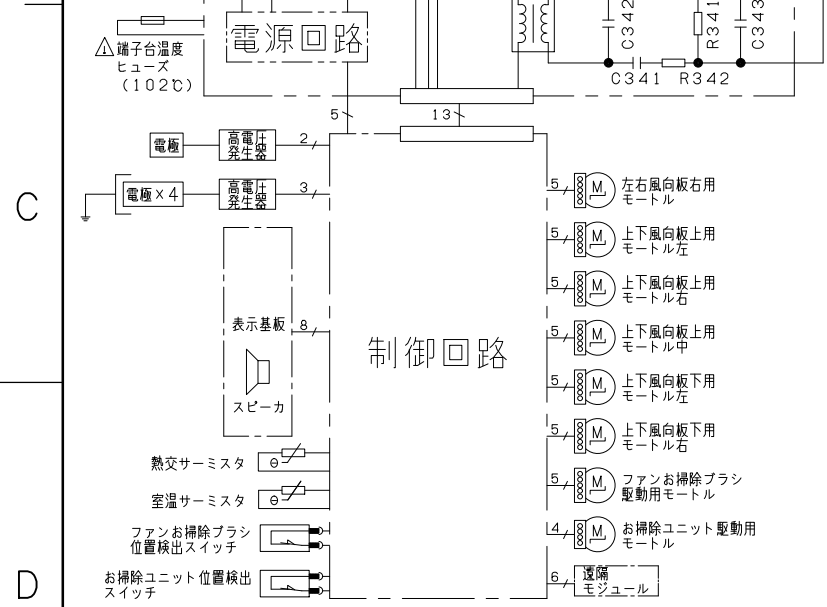 電源回路
端子台温度
ヒューズ
(102℃)
C342
R341
C343
C341
R342
5
13
電極
高電圧
発生器
2
電極×4
高電圧
発生器
3
C
表示基板
8
スピーカ
制御回路
熱交サーミスタ
θ
室温サーミスタ
θ
ファンお掃除ブラシ
位置検出スイッチ
お掃除ユニット位置検出
スイッチ
D
5
M
左右風向板右用
モートル
5
M
上下風向板上用
モートル左
5
M
上下風向板上用
モートル右
5
M
上下風向板上用
モートル中
5
M
上下風向板下用
モートル左
5
M
上下風向板下用
モートル右
5
M
ファンお掃除ブラシ
駆動用モートル
4
M
お掃除ユニット駆動用
モートル
6
遠隔
モジュール